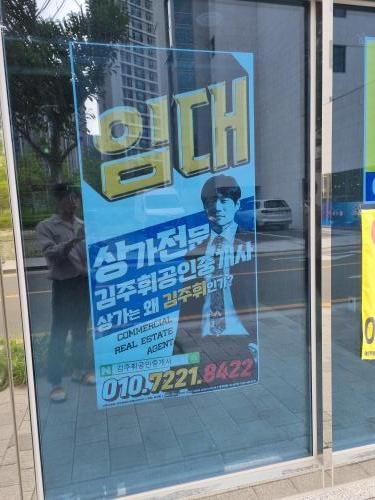 임대
상가전문
김주휘공인중개사
상가는 왜 김주휘인가?
COMMERCIAL
REAL ESTATE
AGENT
N 김주휘공인중개사
010.7221.8422